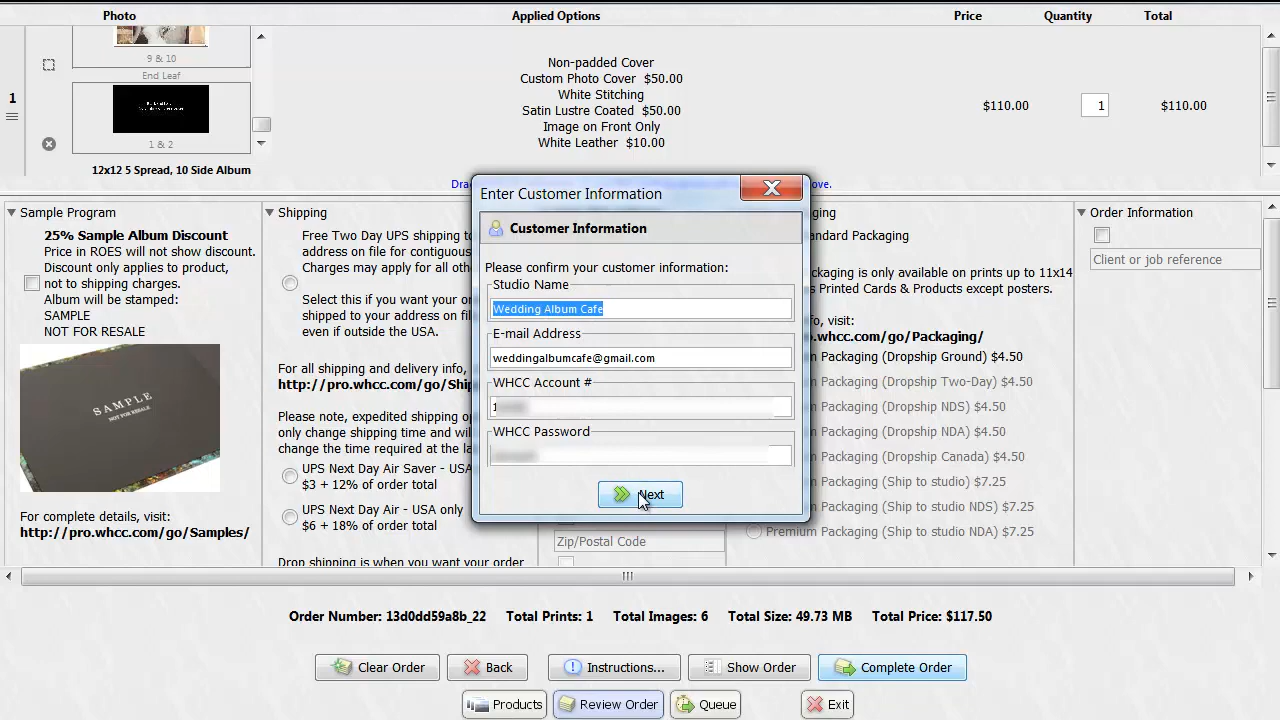 Photo
Applied Options
Price
Quantity
Total
9 & 10
End Leaf
1 & 2
12x12 5 Spread, 10 Side Album
1
Non-padded Cover
Custom Photo Cover $50.00
White Stitching
Satin Lustre Coated $50.00
Image on Front Only
White Leather $10.00
$110.00
1
$110.00
ove.
Sample Program
25% Sample Album Discount
Price in ROES will not show discount.
Discount only applies to product,
not to shipping charges.
Album will be stamped:
SAMPLE
NOT FOR RESALE
SAMPLE
NOT FOR RESALE
For complete details, visit:
http://pro.whcc.com/go/Samples/
Shipping
Free Two Day UPS shipping to
address on file for contiguous
Charges may apply for all othe
Select this if you want your or
shipped to your address on file
even if outside the USA.
For all shipping and delivery info,
http://pro.whcc.com/go/Ship
Please note, expedited shipping op
only change shipping time and will
change the time required at the la
UPS Next Day Air Saver - USA
$3 + 12% of order total
UPS Next Day Air - USA only
$6 + 18% of order total
Drop shipping is when you want your order
Enter Customer Information
Customer Information
Please confirm your customer information:
Studio Name
Wedding Album Cafe
E-mail Address
weddingalbumcafe@gmail.com
WHCC Account #
1
WHCC Password
Next
Zip/Postal Code
aging
ndard Packaging
ckaging is only available on prints up to 11x14
s Printed Cards & Products except posters.
fo, visit:
o.whcc.com/go/Packaging/
m Packaging (Dropship Ground) $4.50
m Packaging (Dropship Two-Day) $4.50
m Packaging (Dropship NDS) $4.50
m Packaging (Dropship NDA) $4.50
m Packaging (Dropship Canada) $4.50
m Packaging (Ship to studio) $7.25
m Packaging (Ship to studio NDS) $7.25
Premium Packaging (Ship to studio NDA) $7.25
Order Information
Client or job reference
Order Number: 13d0dd59a8b_22 Total Prints: 1 Total Images: 6 Total Size: 49.73 MB Total Price: $117.50
Clear Order
Back
Instructions...
Show Order
Complete Order
Products
Review Order
Queue
Exit